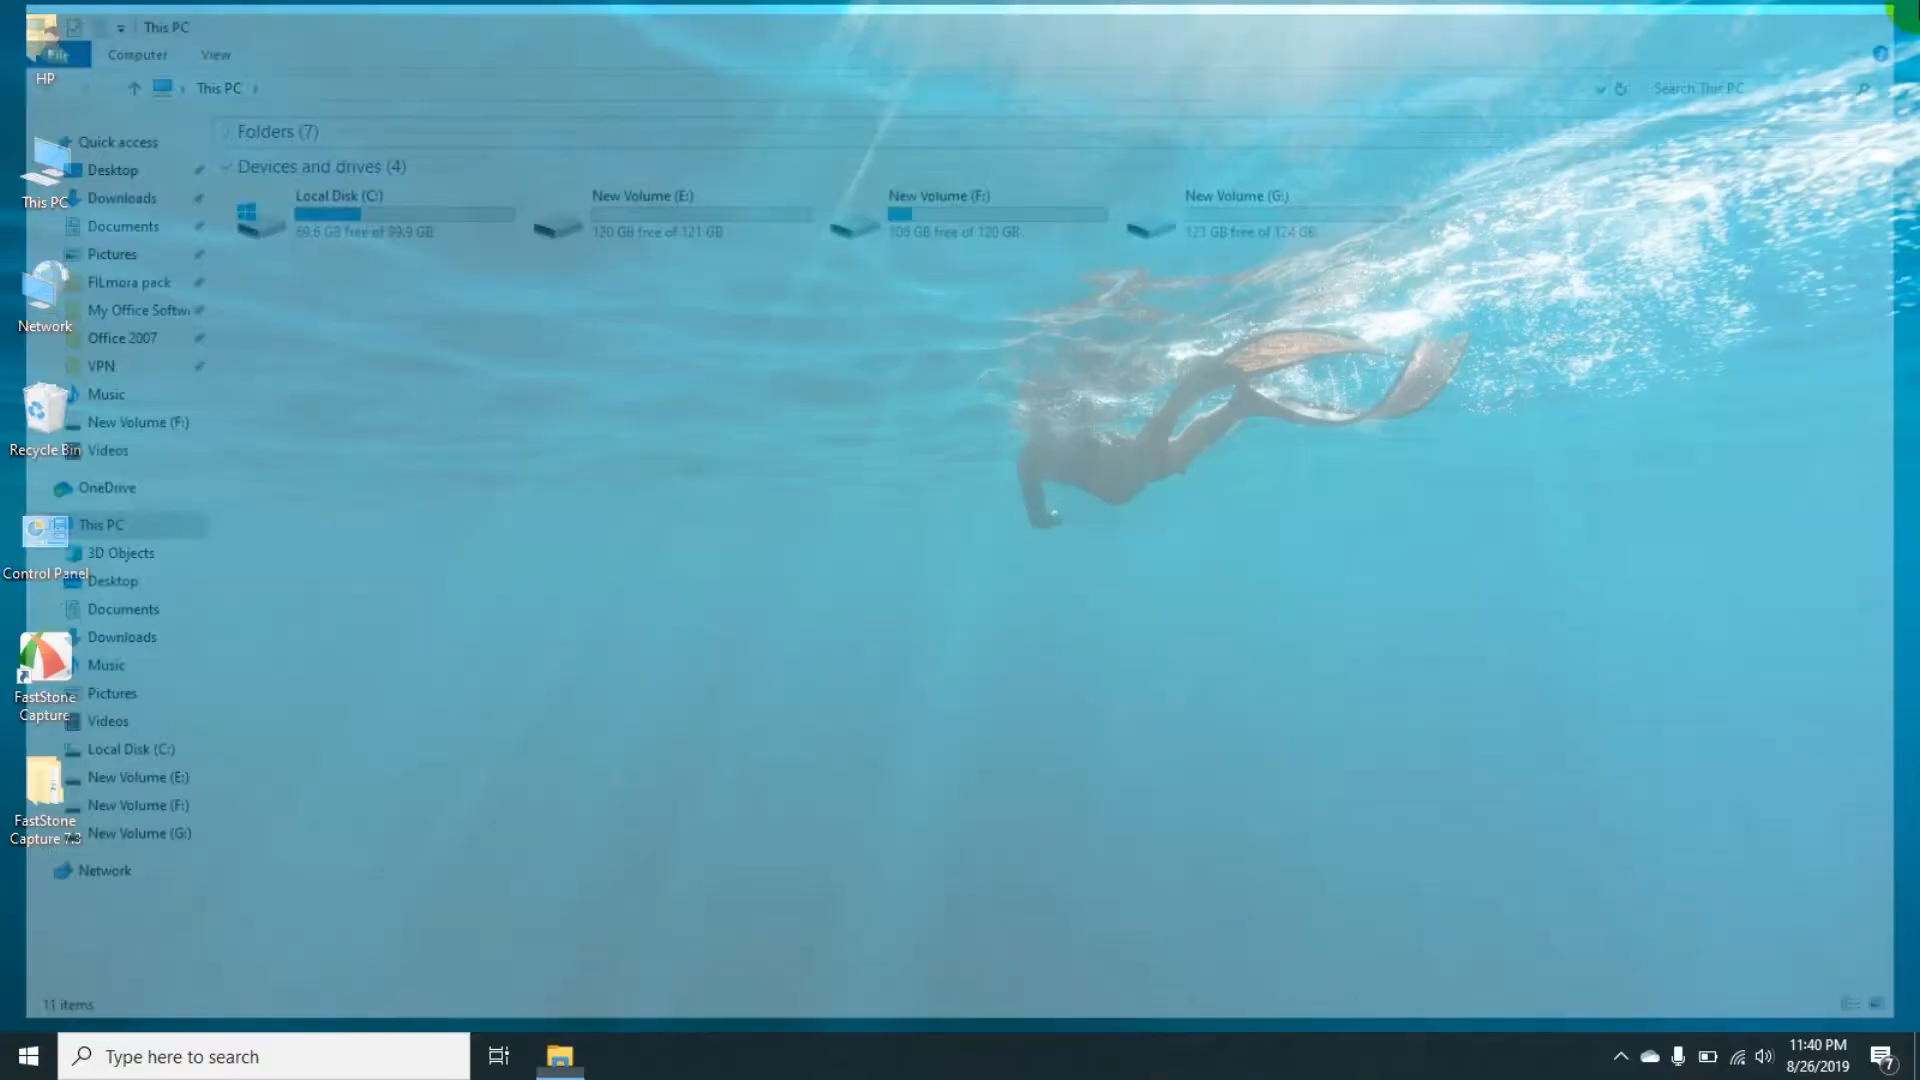 This PC
File
Computer
View
This PC
Search This PC
HP
This PC
Network
Recycle Bin
Control Panel
FastStone
Capture
FastStone
Capture 7.3
Quick access
Desktop
Downloads
Documents
Pictures
FILmora pack
My Office Softw
Office 2007
VPN
Music
New Volume (F:)
Videos
OneDrive
This PC
3D Objects
Desktop
Documents
Downloads
Music
Pictures
Videos
Local Disk (C:)
New Volume (E:)
New Volume (F:)
New Volume (G:)
Network
Folders (7)
Devices and drives (4)
Local Disk (C:)
69.6 GB free of 99.9 GB
New Volume (E:)
120 GB free of 121 GB
New Volume (F:)
106 GB free of 120 GB
New Volume (G:)
123 GB free of 124 GB
11 items
Type here to search
11:40 PM
8/26/2019
7